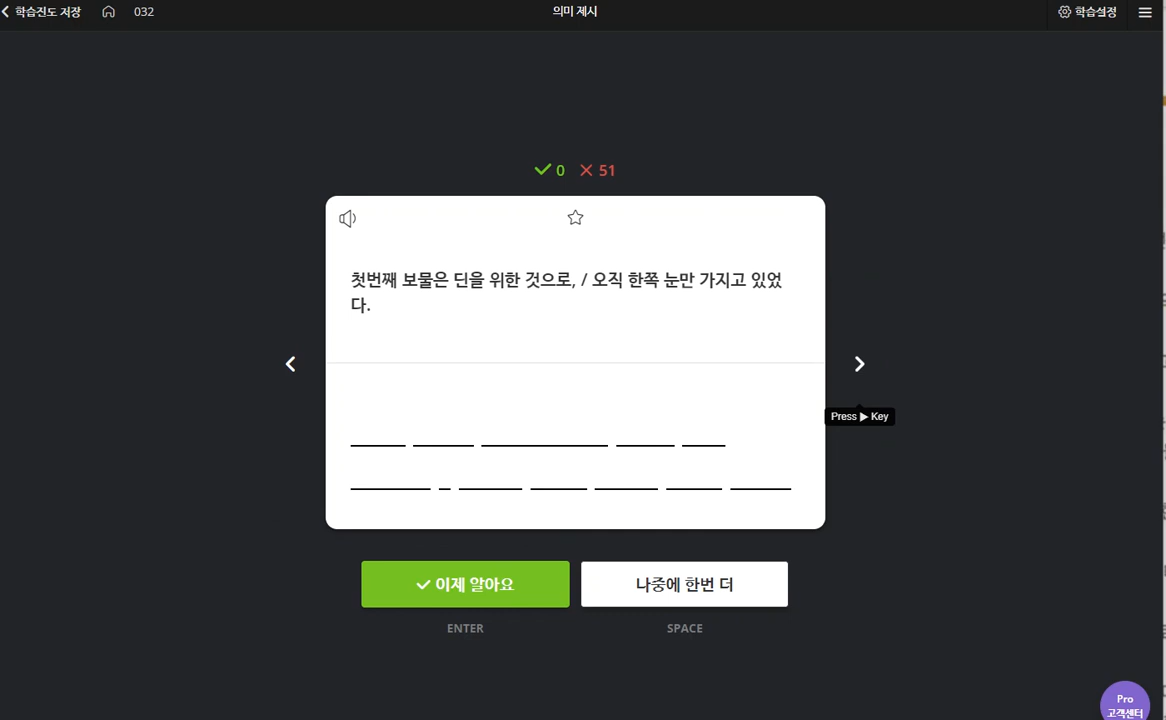 학습진도 저장
032
의미 제시
학습설정
0
51
첫번째 보물은 딘을 위한 것으로, / 오직 한쪽 눈만 가지고 있었
다.
Press ▶ Key
이제 알아요
나중에 한번 더
ENTER
SPACE
Pro
고객센터